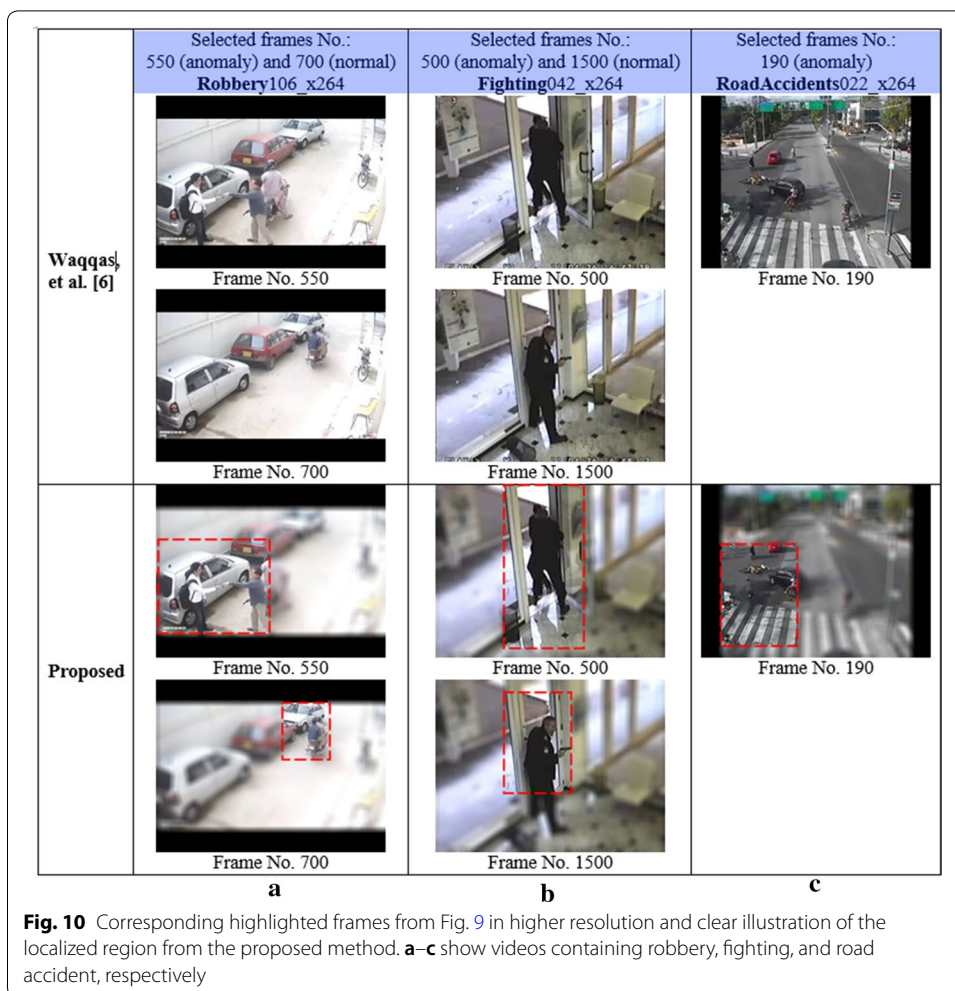 Selected frames No.:
550 (anomaly) and 700 (normal)
Robbery106_x264
Selected frames No.:
500 (anomaly) and 1500 (normal)
Fighting042_x264
Selected frames No.:
190 (anomaly)
RoadAccidents022_x264
Waqqas,
et al. [6]
Frame No. 550
Frame No. 500
Frame No. 190
Frame No. 700
Frame No. 1500
Proposed
Frame No. 550
Frame No. 500
Frame No. 190
Frame No. 700
Frame No. 1500
a
b
c
Fig. 10 Corresponding highlighted frames from Fig. 9 in higher resolution and clear illustration of the
localized region from the proposed method. a–c show videos containing robbery, fighting, and road
accident, respectively